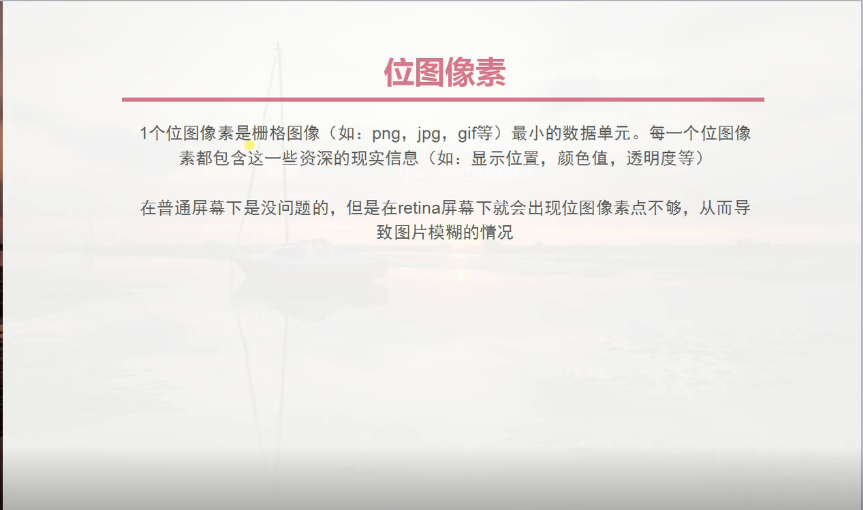 位图像素
1个位图像素是栅格图像（如：png，jpg，gif等）最小的数据单元。每一个位图像
素都包含这一些资深的现实信息（如：显示位置，颜色值，透明度等）
在普通屏幕下是没问题的，但是在retina屏幕下就会出现位图像素点不够，从而导
致图片模糊的情况